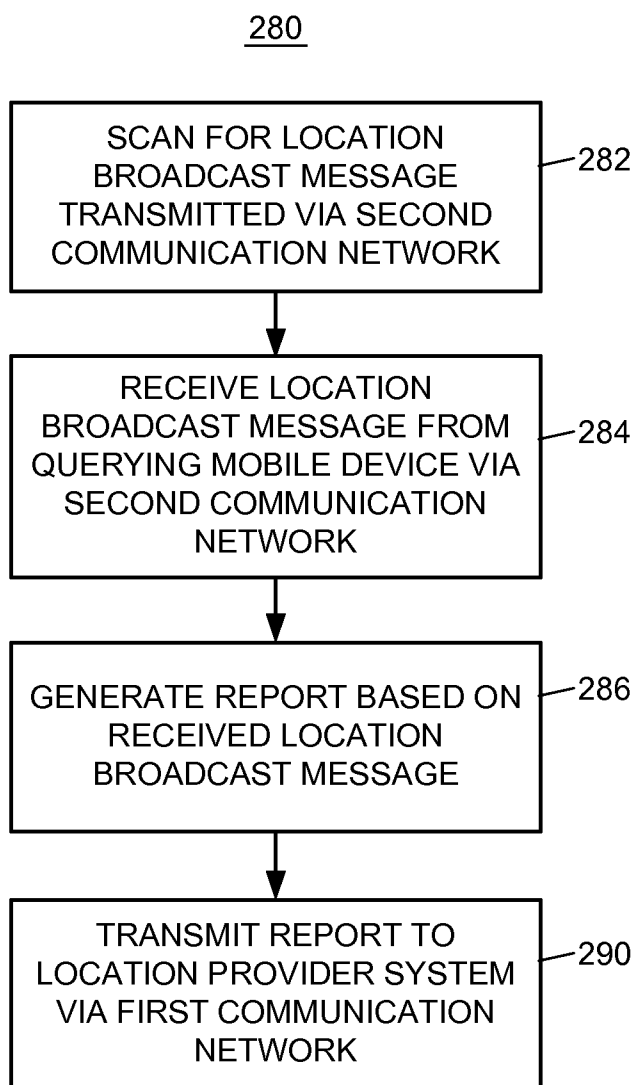 280
SCAN FOR LOCATION
BROADCAST MESSAGE
TRANSMITTED VIA SECOND
COMMUNICATION NETWORK
282
RECEIVE LOCATION
BROADCAST MESSAGE FROM
QUERYING MOBILE DEVICE VIA
SECOND COMMUNICATION
NETWORK
284
GENERATE REPORT BASED ON
RECEIVED LOCATION
BROADCAST MESSAGE
286
TRANSMIT REPORT TO
LOCATION PROVIDER SYSTEM
VIA FIRST COMMUNICATION
NETWORK
290